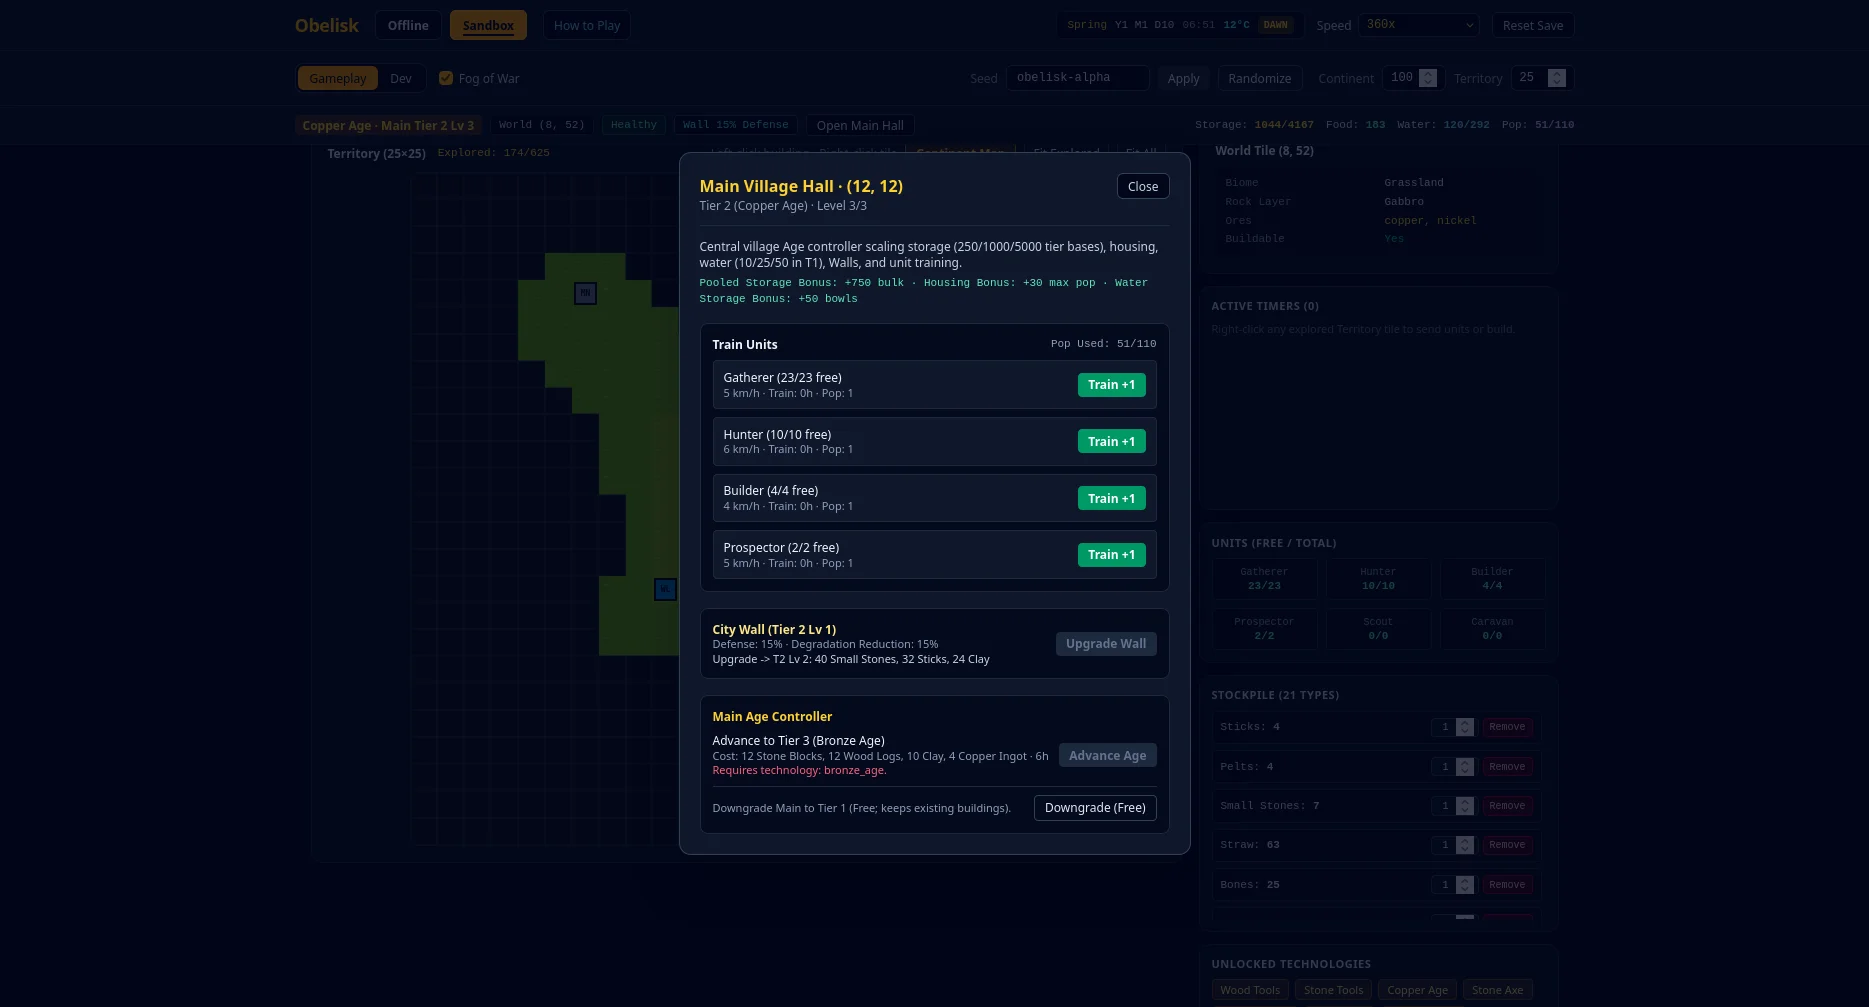 Obelisk Offline Sandbox How to Play Spring Y1 M1 D10 06:51 12°C DAWN Speed 360x Reset Save
Gameplay Dev Fog of War Seed obelisk-alpha Apply Randomize Continent 100 Territory 25
Copper Age · Main Tier 2 Lv 3 World (8, 52) Healthy Wall 15% Defense Open Main Hall Storage: 1044/4167 Food: 183 Water: 120/292 Pop: 51/110
Territory (25×25) Explored: 174/625
Main Village Hall · (12, 12) Close
Tier 2 (Copper Age) · Level 3/3
Central village Age controller scaling storage (250/1000/5000 tier bases), housing,
water (10/25/50 in T1), Walls, and unit training.
Pooled Storage Bonus: +750 bulk · Housing Bonus: +30 max pop · Water
Storage Bonus: +50 bowls
Train Units Pop Used: 51/110
Gatherer (23/23 free)
5 km/h · Train: 0h · Pop: 1
Train +1
Hunter (10/10 free)
6 km/h · Train: 0h · Pop: 1
Train +1
Builder (4/4 free)
4 km/h · Train: 0h · Pop: 1
Train +1
Prospector (2/2 free)
5 km/h · Train: 0h · Pop: 1
Train +1
City Wall (Tier 2 Lv 1)
Defense: 15% · Degradation Reduction: 15%
Upgrade -> T2 Lv 2: 40 Small Stones, 32 Sticks, 24 Clay
Upgrade Wall
Main Age Controller
Advance to Tier 3 (Bronze Age)
Cost: 12 Stone Blocks, 12 Wood Logs, 10 Clay, 4 Copper Ingot · 6h
Requires technology: bronze_age.
Advance Age
Downgrade Main to Tier 1 (Free; keeps existing buildings). Downgrade (Free)
MH
WL
World Tile (8, 52)
Biome Grassland
Rock Layer Gabbro
Ores copper, nickel
Buildable Yes
ACTIVE TIMERS (0)
Right-click any explored Territory tile to send units or build.
UNITS (FREE / TOTAL)
Gatherer Hunter Builder
23/23 10/10 4/4
Prospector Scout Caravan
2/2 0/0 0/0
STOCKPILE (21 TYPES)
Sticks: 4 1 Remove
Pelts: 4 1 Remove
Small Stones: 7 1 Remove
Straw: 63 1 Remove
Bones: 25 1 Remove
UNLOCKED TECHNOLOGIES
Wood Tools Stone Tools Copper Age Stone Axe